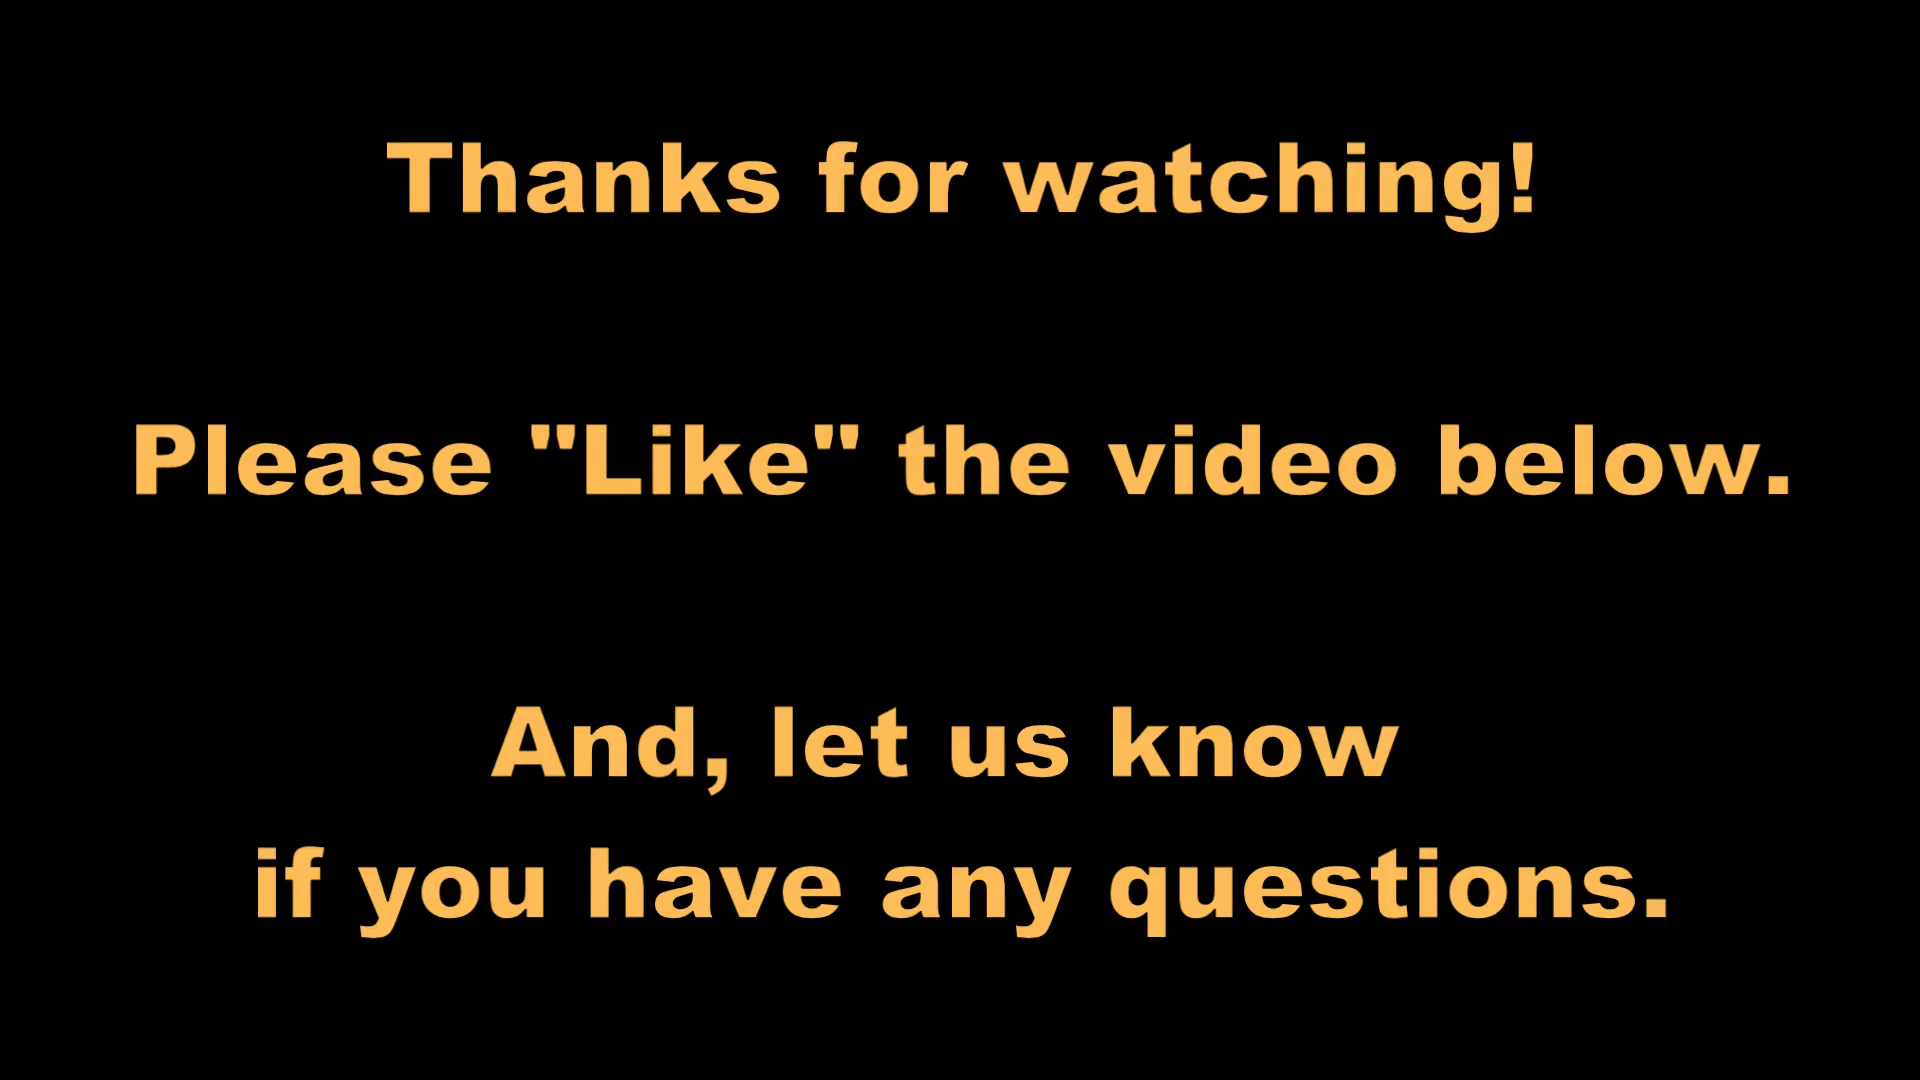 Thanks for watching!
Please "Like" the video below.
And, let us know
if you have any questions.